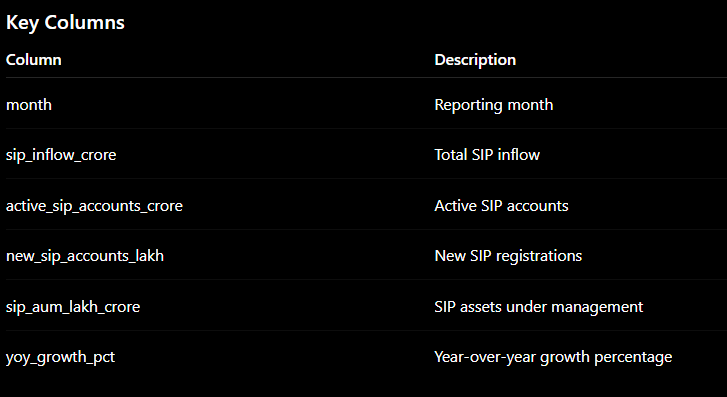 Key Columns
Column Description
month Reporting month
sip_inflow_crore Total SIP inflow
active_sip_accounts_crore Active SIP accounts
new_sip_accounts_lakh New SIP registrations
sip_aum_lakh_crore SIP assets under management
yoy_growth_pct Year-over-year growth percentage